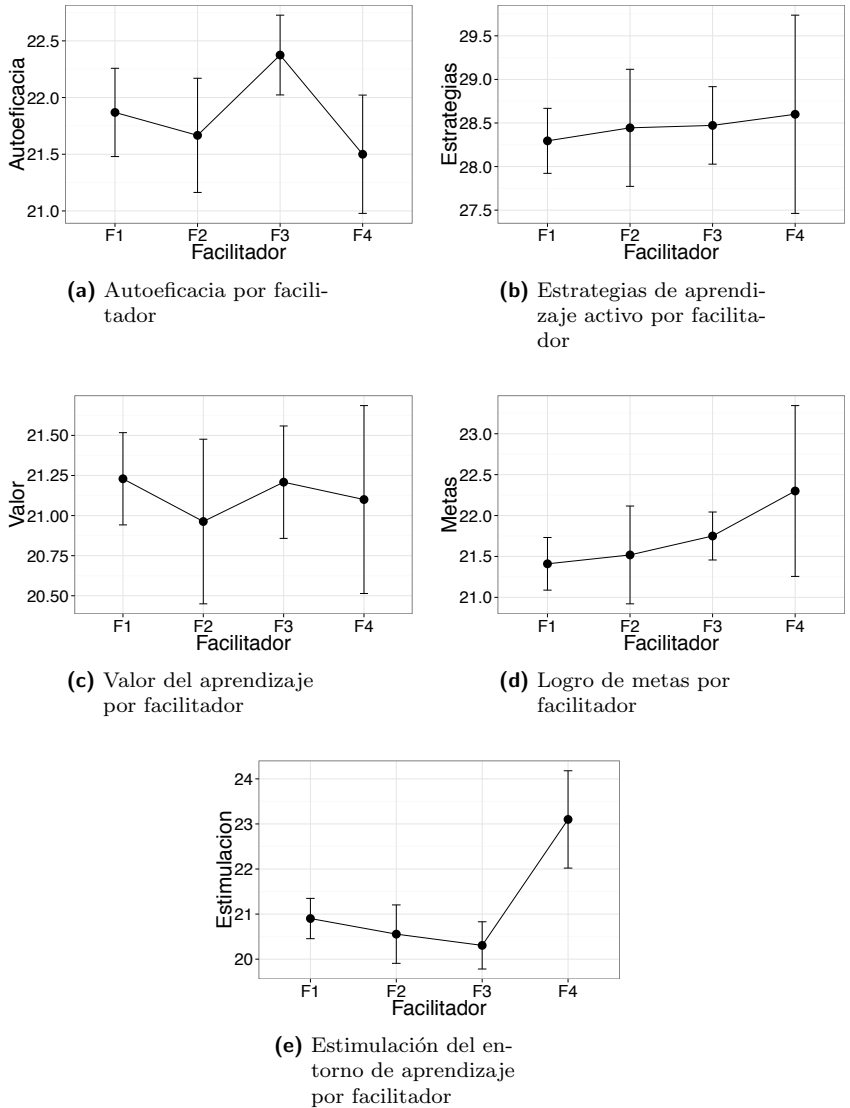 22.5
22.0
21.5
21.0
Autoeficacia
F1 F2 F3 F4
Facilitador
(a) Autoeficacia por facili-
tador
29.5
29.0
28.5
28.0
27.5
Estrategias
F1 F2 F3 F4
Facilitador
(b) Estrategias de aprendi-
zaje activo por facilita-
dor
21.50
21.25
21.00
20.75
20.50
Valor
F1 F2 F3 F4
Facilitador
(c) Valor del aprendizaje
por facilitador
23.0
22.5
22.0
21.5
21.0
Metas
F1 F2 F3 F4
Facilitador
(d) Logro de metas por
facilitador
24
23
22
21
20
Estimulacion
F1 F2 F3 F4
Facilitador
(e) Estimulación del en-
torno de aprendizaje
por facilitador